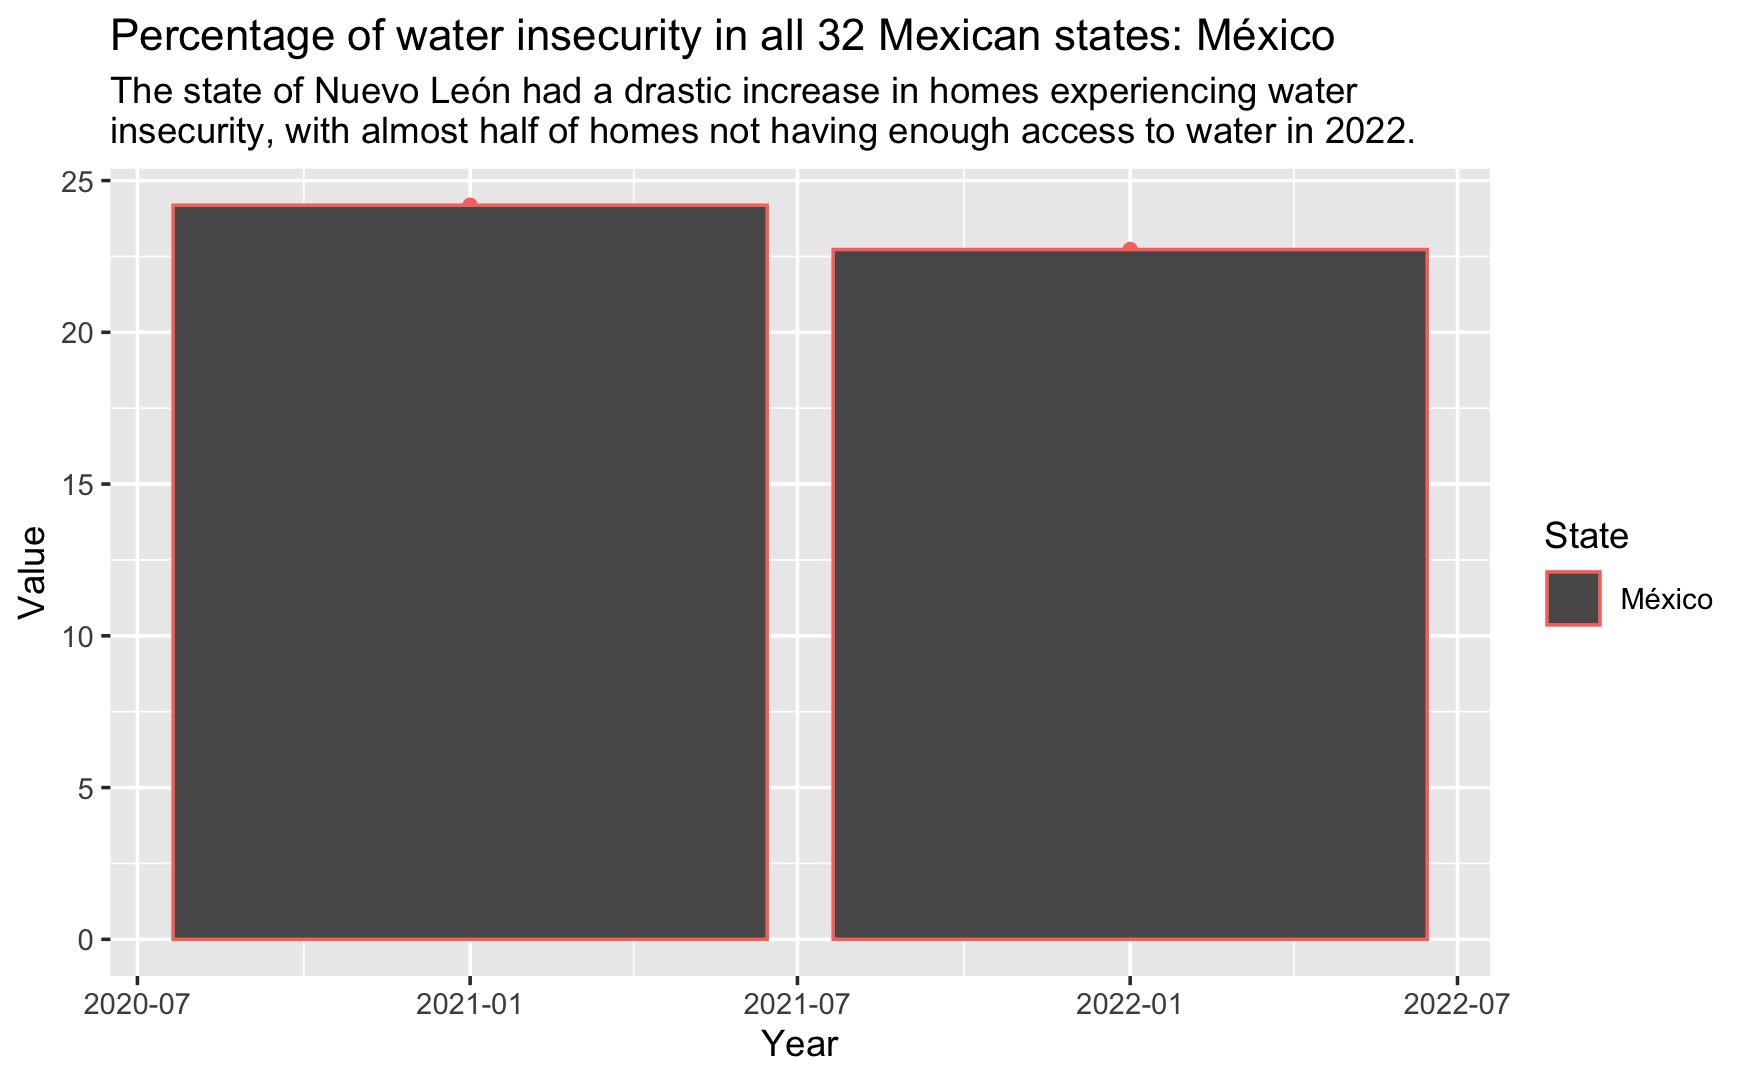 Percentage of water insecurity in all 32 Mexican states: México
The state of Nuevo León had a drastic increase in homes experiencing water
insecurity, with almost half of homes not having enough access to water in 2022.
25
20
15
10
5
0
Value
2020-07
2021-01
2021-07
2022-01
2022-07
Year
State
México